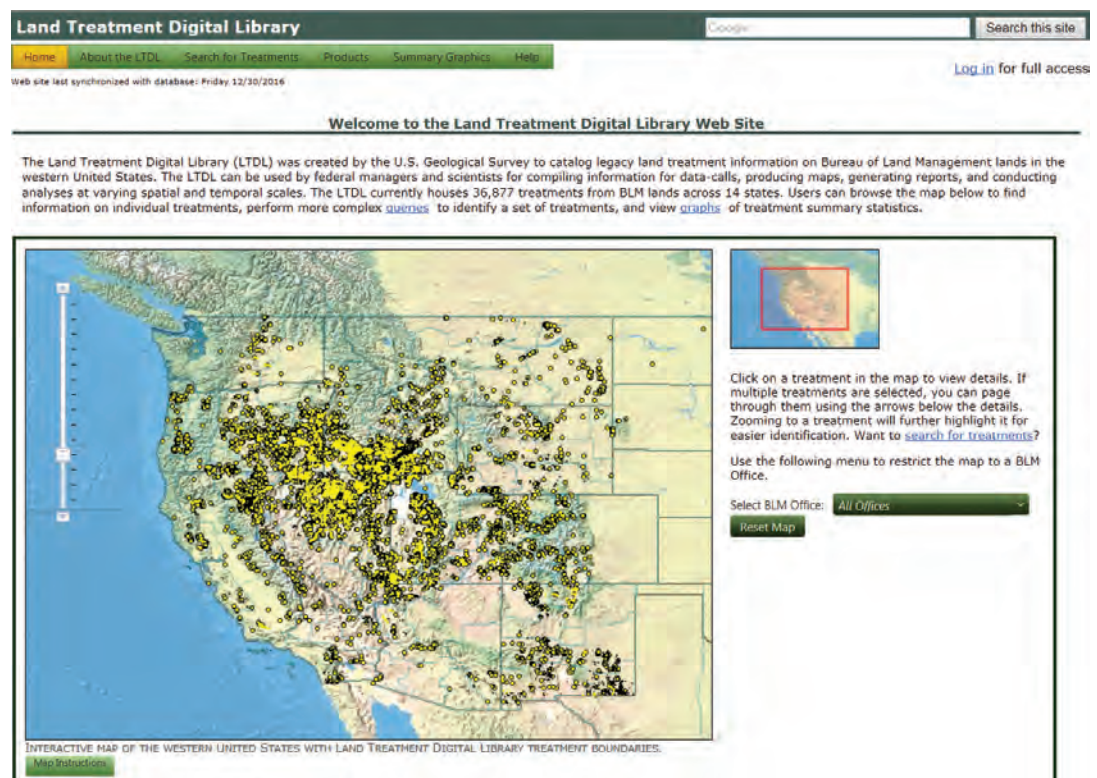 Land Treatment Digital Library
Google
Search this site
Home About the LTDL Search for Treatments Products Summary Graphics Help
Log in for full access
Web site last synchronized with database: Friday 12/30/2016
Welcome to the Land Treatment Digital Library Web Site
The Land Treatment Digital Library (LTDL) was created by the U.S. Geological Survey to catalog legacy land treatment information on Bureau of Land Management lands in the
western United States. The LTDL can be used by federal managers and scientists for compiling information for data-calls, producing maps, generating reports, and conducting
analyses at varying spatial and temporal scales. The LTDL currently houses 36,877 treatments from BLM lands across 14 states. Users can browse the map below to find
information on individual treatments, perform more complex queries to identify a set of treatments, and view graphs of treatment summary statistics.
Click on a treatment in the map to view details. If
multiple treatments are selected, you can page
through them using the arrows below the details.
Zooming to a treatment will further highlight it for
easier identification. Want to search for treatments?
Use the following menu to restrict the map to a BLM
Office.
Select BLM Office: All Offices
Reset Map
INTERACTIVE MAP OF THE WESTERN UNITED STATES WITH LAND TREATMENT DIGITAL LIBRARY TREATMENT BOUNDARIES.
Map Instructions